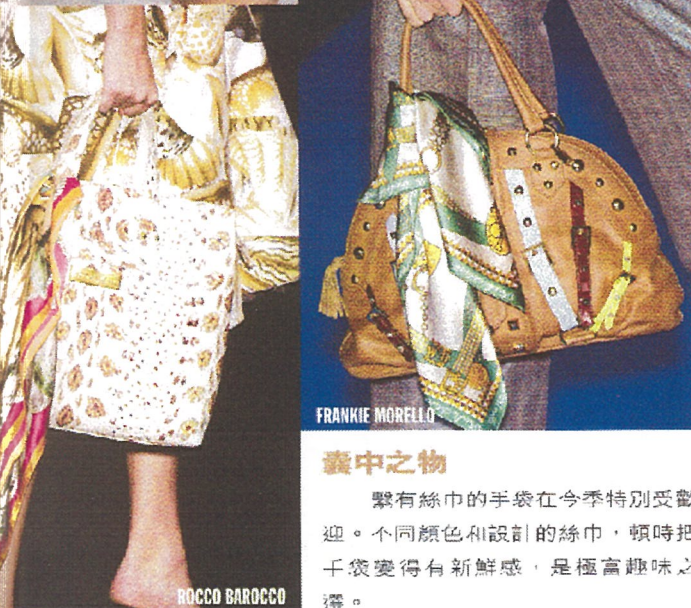 FRANKIE MORELLO
ROCCO BAROCCO
囊中之物
繫有絲巾的手袋在今季特別受歡
迎。不同顏色和設計的絲巾，頓時把
手袋變得有新鮮感，是極富趣味之
選。